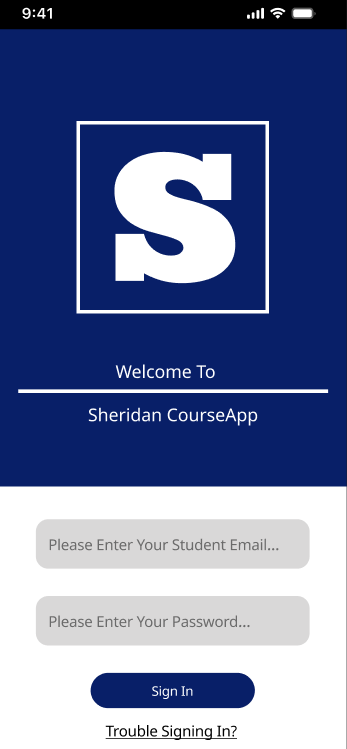 9:41
S
Welcome To
Sheridan CourseApp
Please Enter Your Student Email...
Please Enter Your Password...
Sign In
Trouble Signing In?